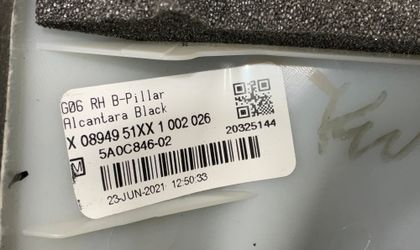 G06 RH B-Pillar
Alcantara Black
X 08949 51XX 1 002 026
5A0C846-02
20325144
M
23-JUN-2021 12:50:33